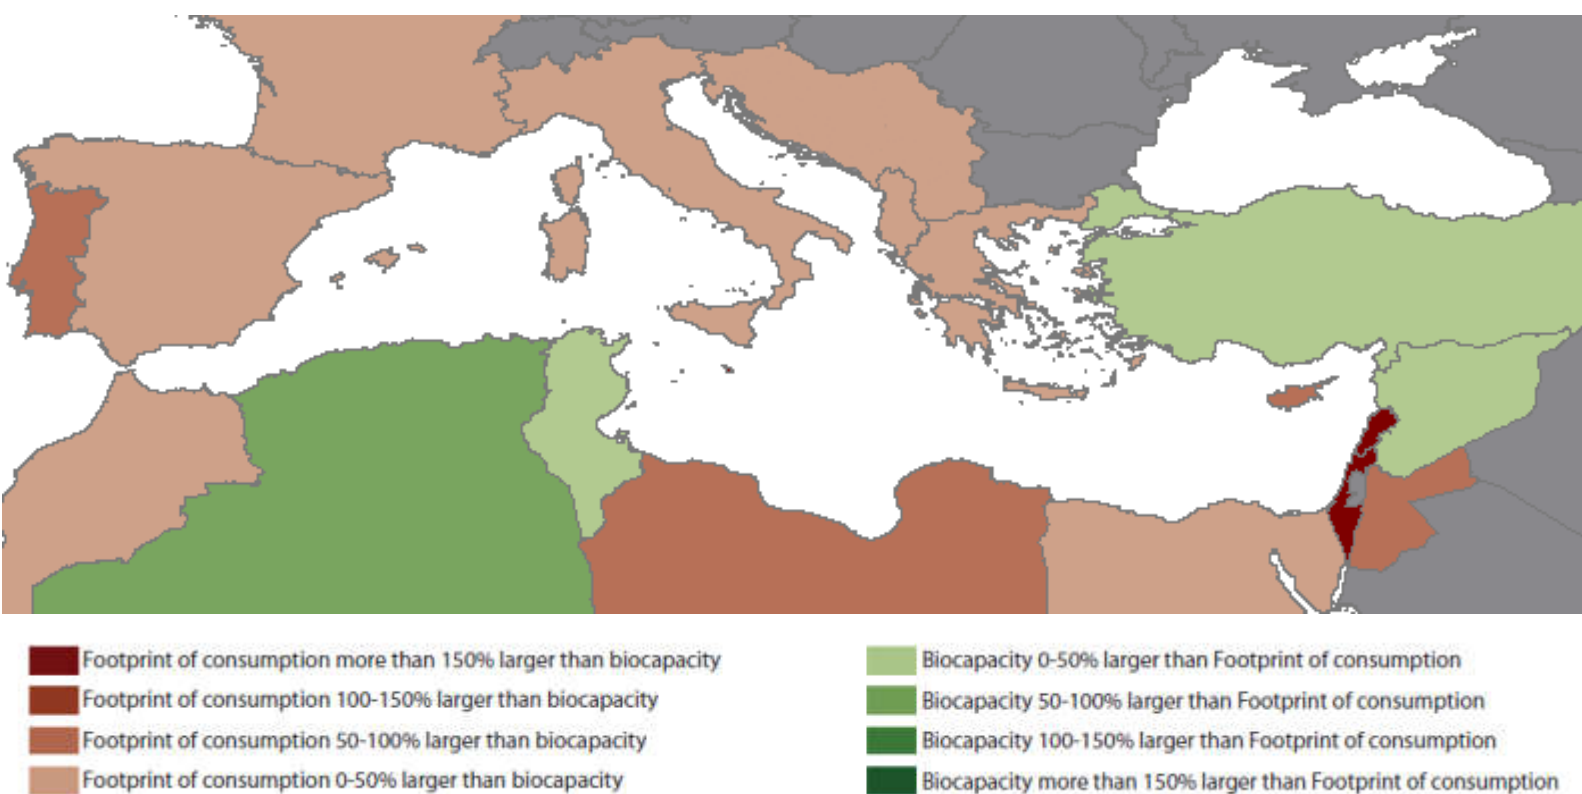 Footprint of consumption more than 150% larger than biocapacity
Footprint of consumption 100-150% larger than biocapacity
Footprint of consumption 50-100% larger than biocapacity
Footprint of consumption 0-50% larger than biocapacity
Biocapacity 0-50% larger than Footprint of consumption
Biocapacity 50-100% larger than Footprint of consumption
Biocapacity 100-150% larger than Footprint of consumption
Biocapacity more than 150% larger than Footprint of consumption